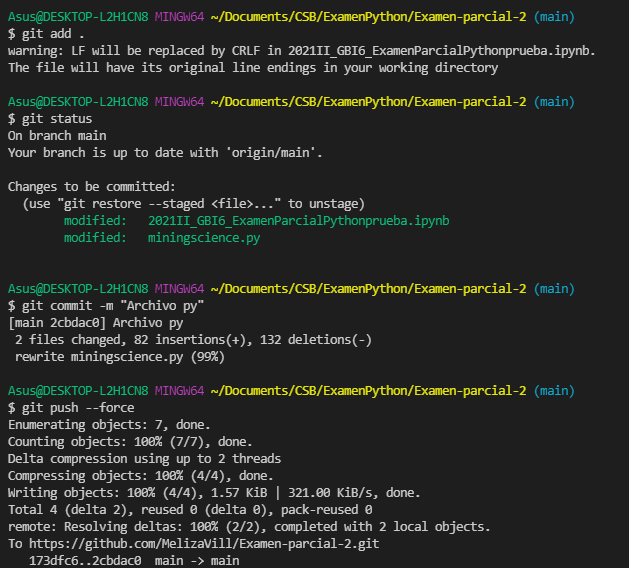 Asus@DESKTOP-L2H1CN8 MINGW64 ~/Documents/CSB/ExamenPython/Examen-parcial-2 (main)
$ git add .
warning: LF will be replaced by CRLF in 2021II_GBI6_ExamenParcialPythonprueba.ipynb.
The file will have its original line endings in your working directory

Asus@DESKTOP-L2H1CN8 MINGW64 ~/Documents/CSB/ExamenPython/Examen-parcial-2 (main)
$ git status
On branch main
Your branch is up to date with 'origin/main'.

Changes to be committed:
  (use "git restore --staged <file>..." to unstage)
        modified:   2021II_GBI6_ExamenParcialPythonprueba.ipynb
        modified:   miningscience.py

Asus@DESKTOP-L2H1CN8 MINGW64 ~/Documents/CSB/ExamenPython/Examen-parcial-2 (main)
$ git commit -m "Archivo py"
[main 2cbdac0] Archivo py
 2 files changed, 82 insertions(+), 132 deletions(-)
 rewrite miningscience.py (99%)

Asus@DESKTOP-L2H1CN8 MINGW64 ~/Documents/CSB/ExamenPython/Examen-parcial-2 (main)
$ git push --force
Enumerating objects: 7, done.
Counting objects: 100% (7/7), done.
Delta compression using up to 2 threads
Compressing objects: 100% (4/4), done.
Writing objects: 100% (4/4), 1.57 KiB | 321.00 KiB/s, done.
Total 4 (delta 2), reused 0 (delta 0), pack-reused 0
remote: Resolving deltas: 100% (2/2), completed with 2 local objects.
To https://github.com/MelizaVill/Examen-parcial-2.git
   173dfc6..2cbdac0  main -> main